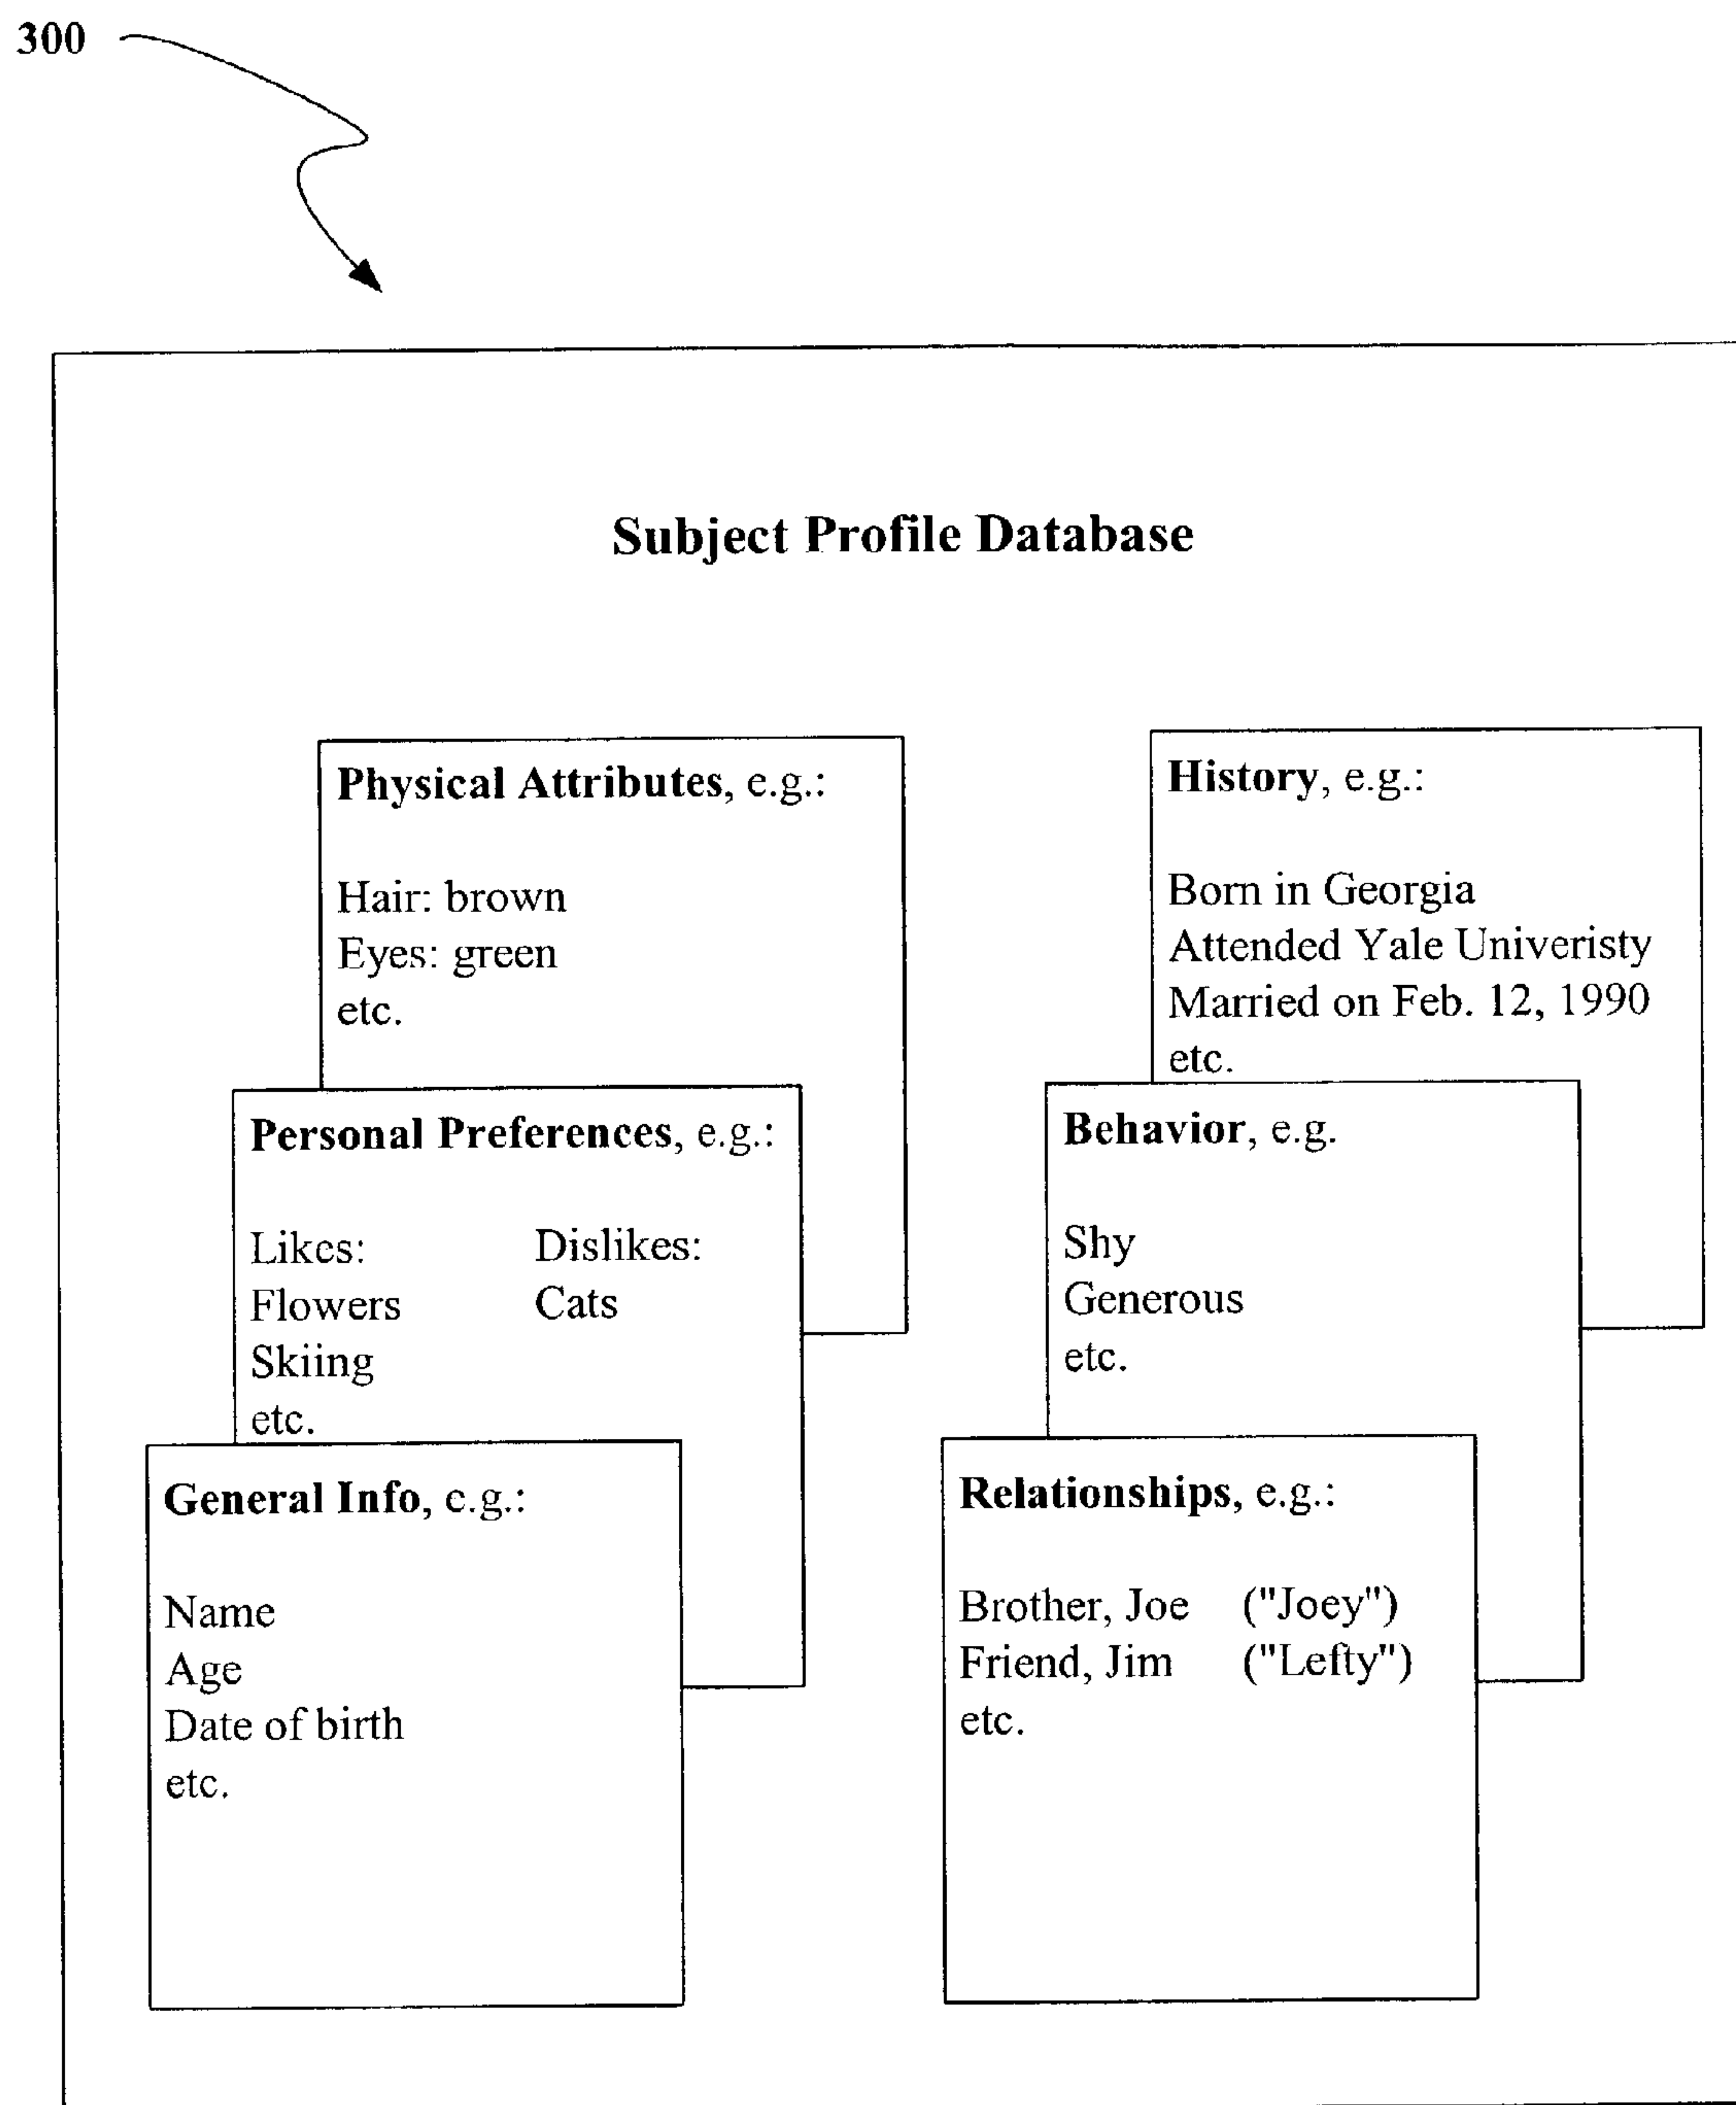 300
Subject Profile Database
Physical Attributes, e.g.:
Hair: brown
Eyes: green
etc.
Personal Preferences, e.g.:
Likes: Dislikes:
Flowers Cats
Skiing
etc.
General Info, e.g.:
Name
Age
Date of birth
etc.
History, e.g.:
Born in Georgia
Attended Yale Univeristy
Married on Feb. 12, 1990
etc.
Behavior, e.g.
Shy
Generous
etc.
Relationships, e.g.:
Brother, Joe ("Joey")
Friend, Jim ("Lefty")
etc.